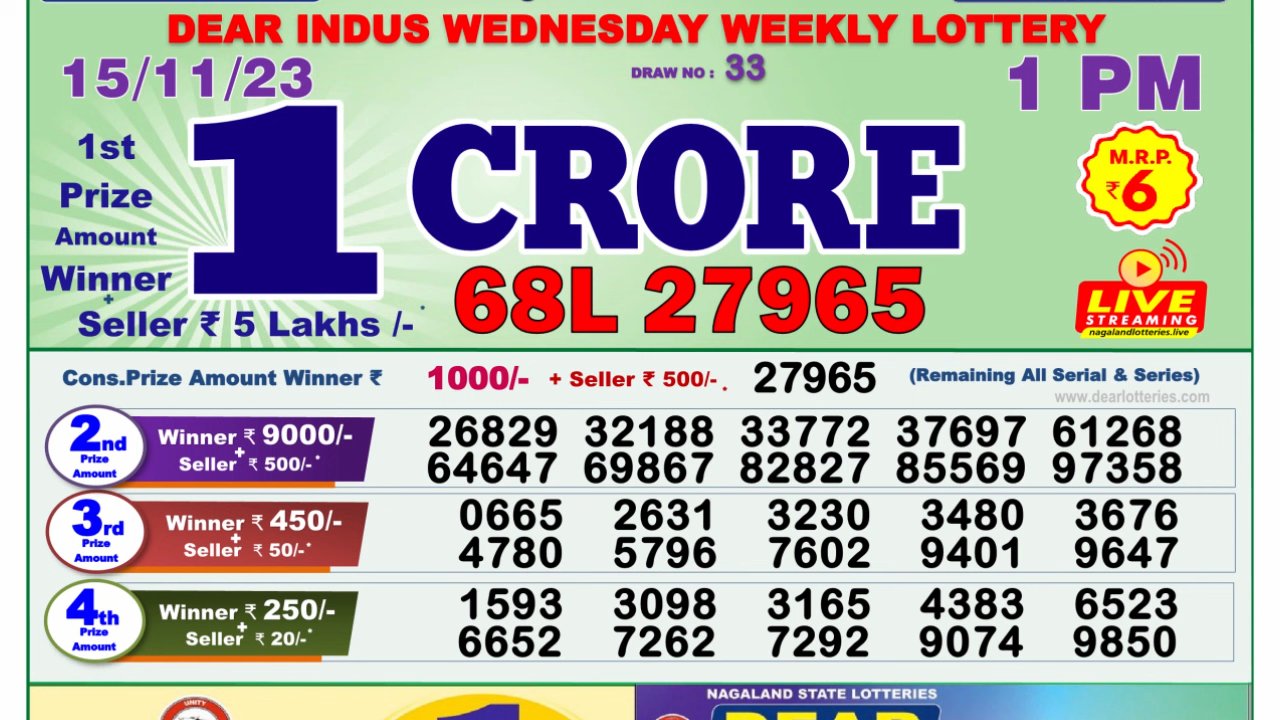 DEAR INDUS WEDNESDAY WEEKLY LOTTERY
15/11/23
DRAW NO : 33
1 PM
1st
Prize
Amount
Winner
+
Seller ₹ 5 Lakhs /- *
1 CRORE
68L 27965
M.R.P.
₹6
LIVE
STREAMING
nagalandlotteries.live
Cons.Prize Amount Winner ₹ 1000/- + Seller ₹ 500/- . 27965 (Remaining All Serial & Series)
www.dearlotteries.com
2nd
Prize
Amount
Winner ₹ 9000/-
+
Seller ₹ 500/- *
26829 32188 33772 37697 61268
64647 69867 82827 85569 97358
3rd
Prize
Amount
Winner ₹ 450/-
+
Seller ₹ 50/- *
0665 2631 3230 3480 3676
4780 5796 7602 9401 9647
4th
Prize
Amount
Winner ₹ 250/-
+
Seller ₹ 20/- *
1593 3098 3165 4383 6523
6652 7262 7292 9074 9850
UNITY
1
NAGALAND STATE LOTTERIES
DEAR